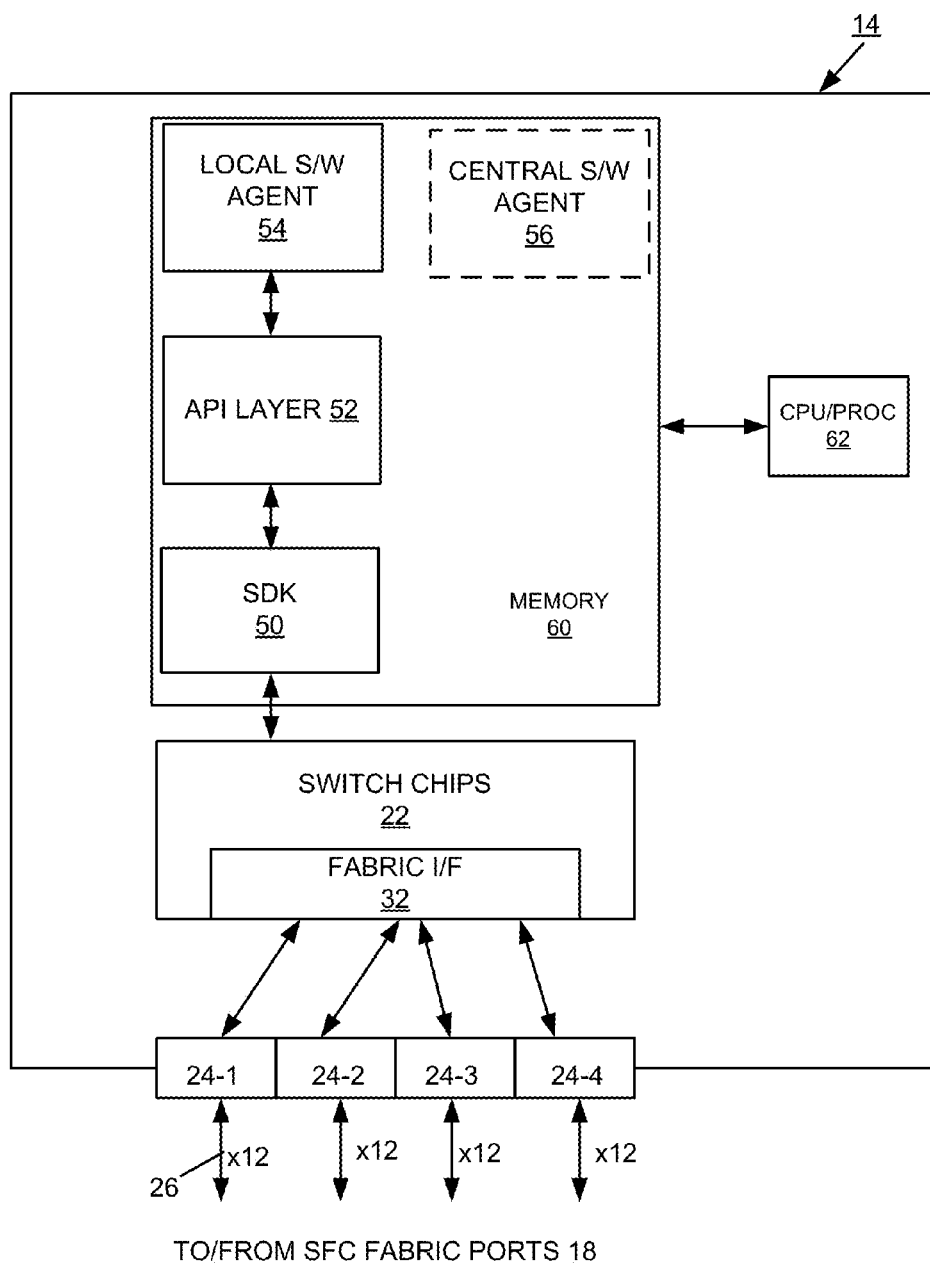 14
LOCAL S/W
AGENT
54
CENTRAL S/W
AGENT
56
API LAYER 52
CPU/PROC
62
SDK
50
MEMORY
60
SWITCH CHIPS
22
FABRIC I/F
32
24-1
24-2
24-3
24-4
x12
x12
x12
x12
26
TO/FROM SFC FABRIC PORTS 18